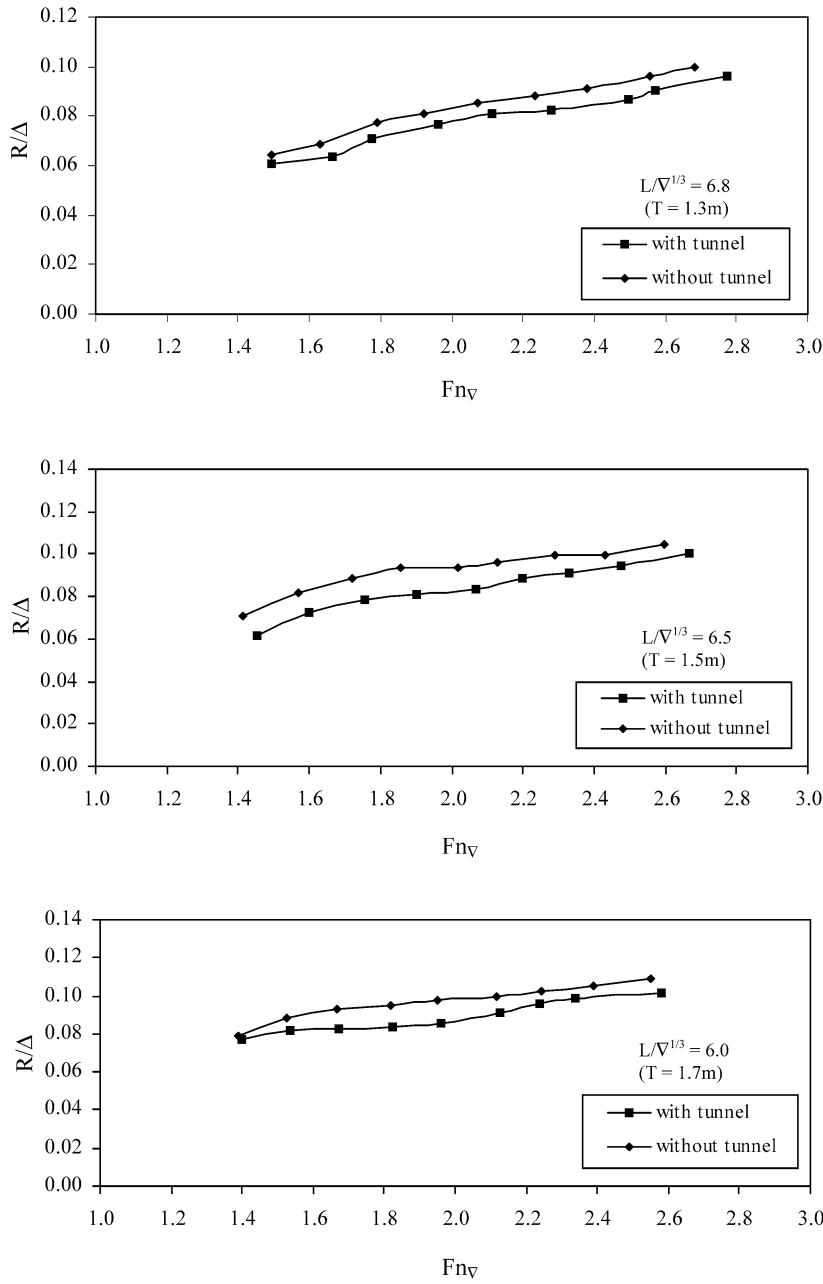 0.12
0.10
0.08
0.06
0.04
0.02
0.00
R/Δ
L/∇^1/3 = 6.8
(T = 1.3m)
with tunnel
without tunnel
1.0 1.2 1.4 1.6 1.8 2.0 2.2 2.4 2.6 2.8 3.0
Fn∇
0.14
0.12
0.10
0.08
0.06
0.04
0.02
0.00
R/Δ
L/∇^1/3 = 6.5
(T = 1.5m)
with tunnel
without tunnel
1.0 1.2 1.4 1.6 1.8 2.0 2.2 2.4 2.6 2.8 3.0
Fn∇
0.14
0.12
0.10
0.08
0.06
0.04
0.02
0.00
R/Δ
L/∇^1/3 = 6.0
(T = 1.7m)
with tunnel
without tunnel
1.0 1.2 1.4 1.6 1.8 2.0 2.2 2.4 2.6 2.8 3.0
Fn∇